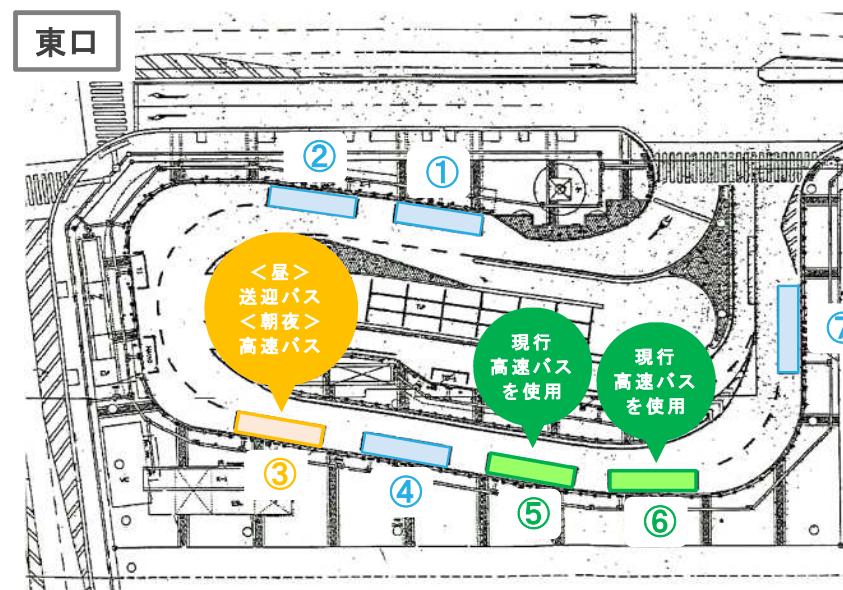 東口
②
①
＜昼＞
送迎バス
＜朝夜＞
高速バス
現行
高速バス
を使用
現行
高速バス
を使用
⑦
③
④
⑤
⑥